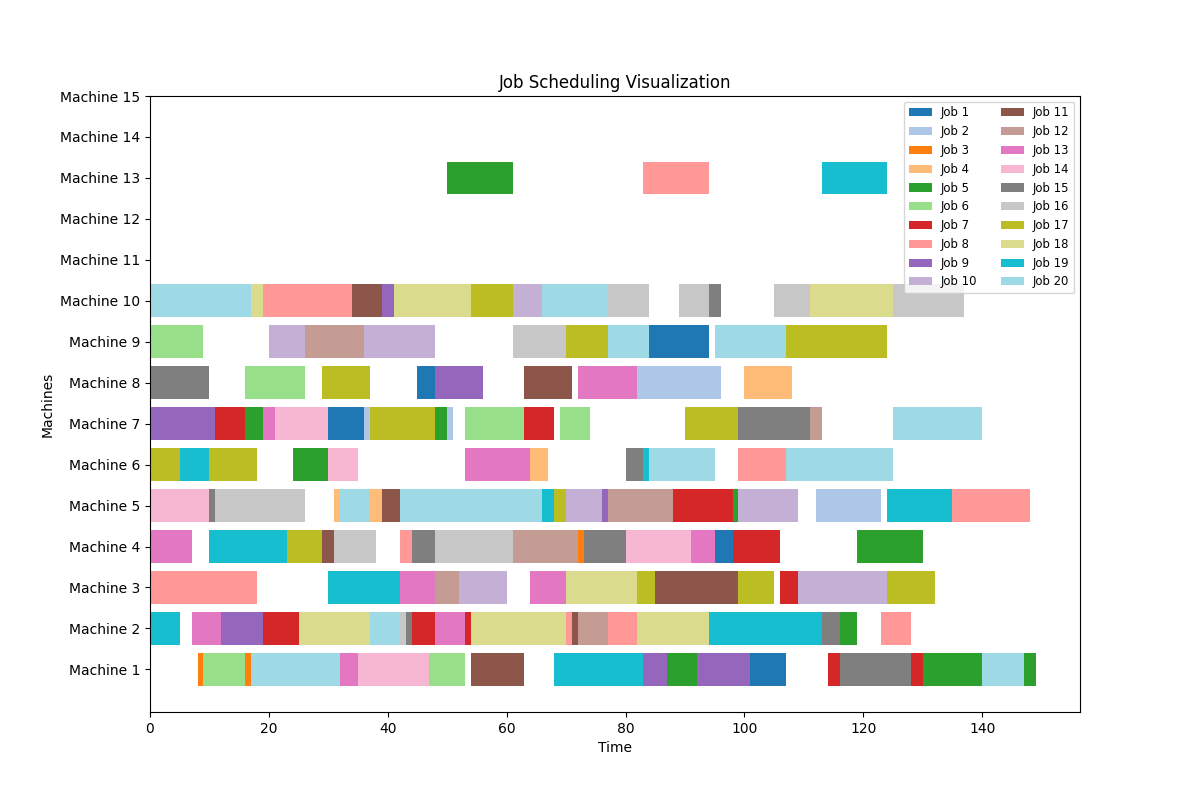 Job Scheduling Visualization
Machine 15
Machine 14
Machine 13
Machine 12
Machine 11
Machine 10
Machine 9
Machine 8
Machine 7
Machine 6
Machine 5
Machine 4
Machine 3
Machine 2
Machine 1
Machines
0 20 40 60 80 100 120 140
Time
Job 1
Job 2
Job 3
Job 4
Job 5
Job 6
Job 7
Job 8
Job 9
Job 10
Job 11
Job 12
Job 13
Job 14
Job 15
Job 16
Job 17
Job 18
Job 19
Job 20